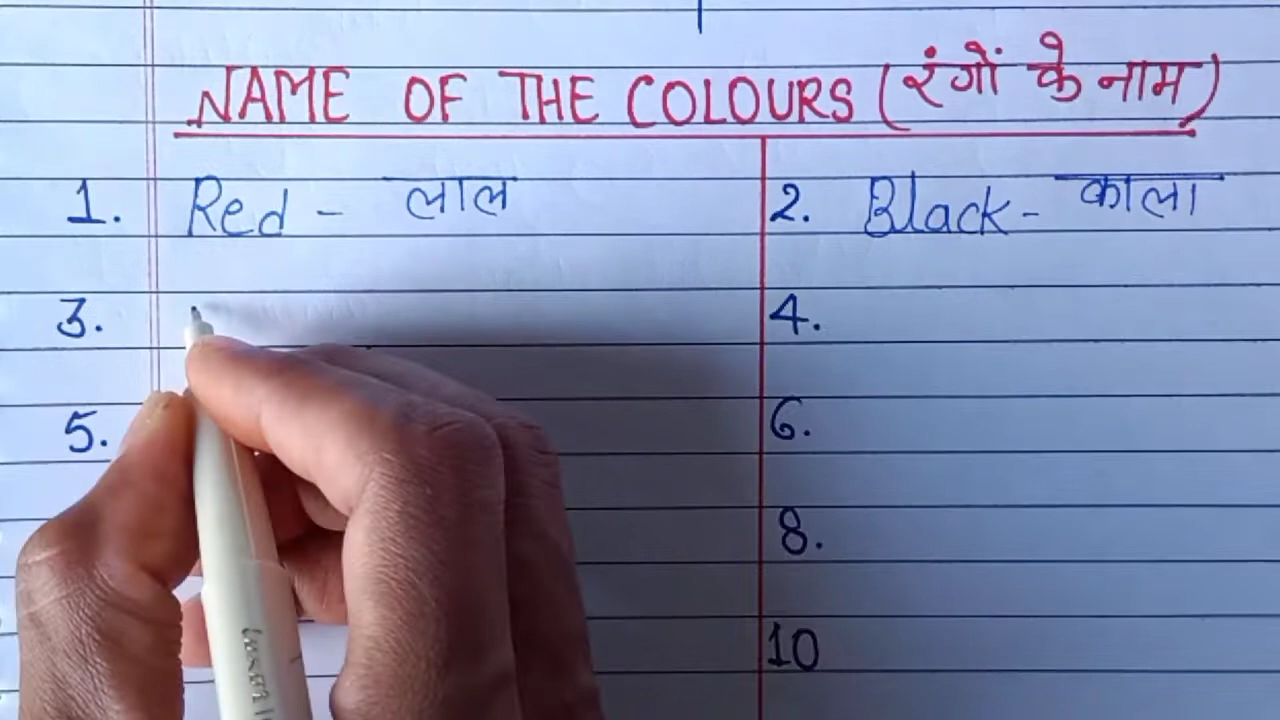 NAME OF THE COLOURS (रंगों के नाम)
1. Red - लाल
2. Black - काला
3.
4.
5.
6.
8.
10